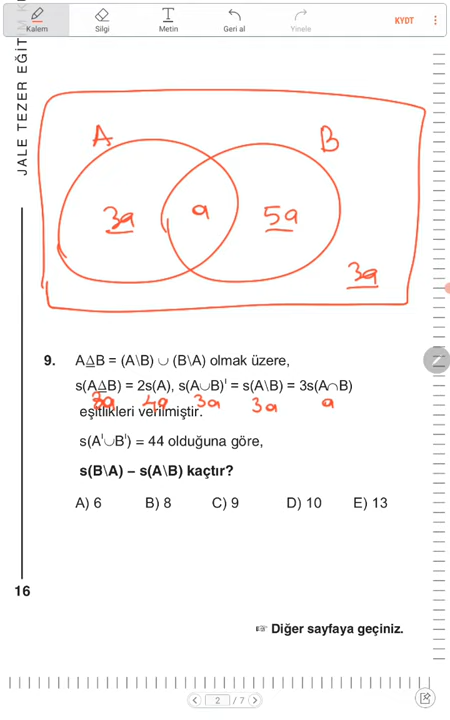 Kalem Silgi Metin Geri al Yinele KYDT
JALE TEZER EĞİT
A B
3a a 5a
3a
9. A∆B = (A\B) ∪ (B\A) olmak üzere,
s(A∆B) = 2s(A), s(A∪B)' = s(A\B) = 3s(A∩B)
4a 3a 3a a
eşitlikleri verilmiştir.
s(A'∪B') = 44 olduğuna göre,
s(B\A) – s(A\B) kaçtır?
A) 6 B) 8 C) 9 D) 10 E) 13
16
☞ Diğer sayfaya geçiniz.
2 / 7